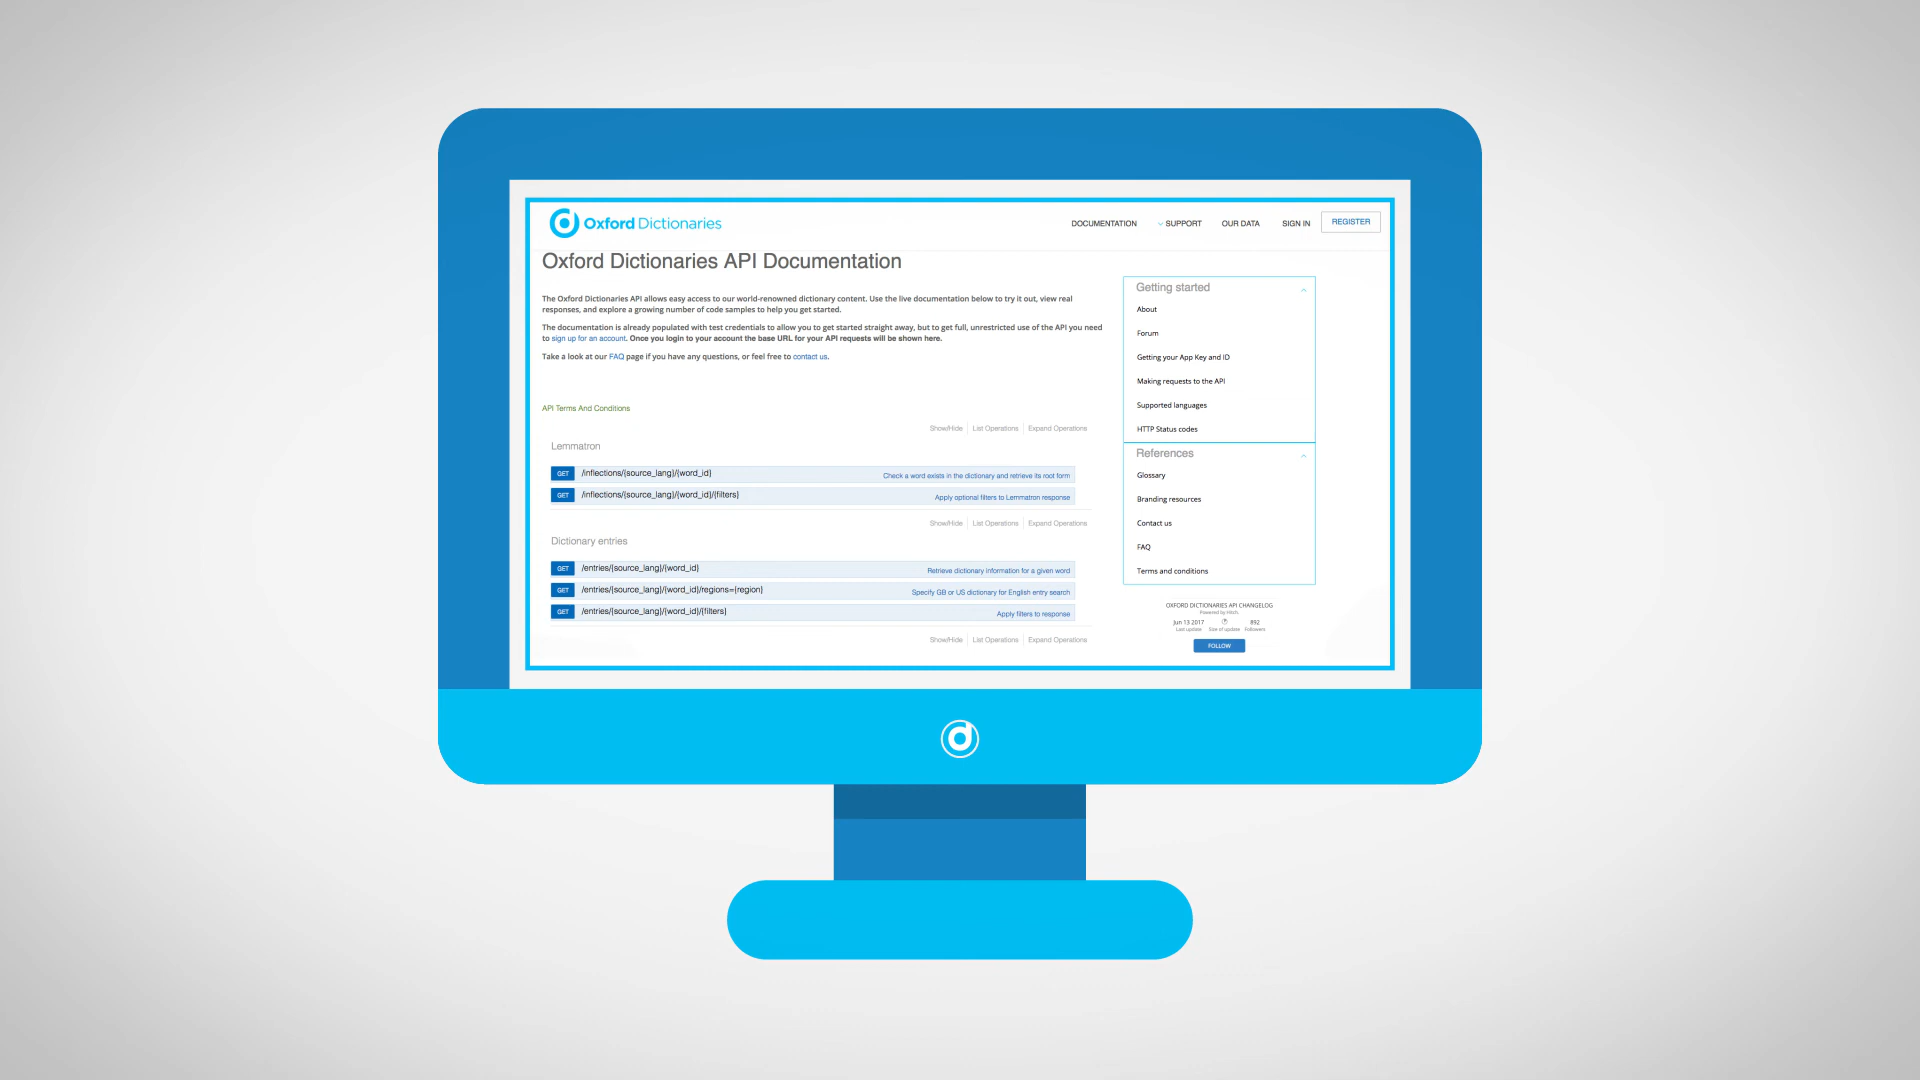 Oxford Dictionaries
DOCUMENTATION SUPPORT OUR DATA SIGN IN REGISTER
Oxford Dictionaries API Documentation
The Oxford Dictionaries API allows easy access to our world-renowned dictionary content. Use the live documentation below to try it out, view real
responses, and explore a growing number of code samples to help you get started.
The documentation is already populated with test credentials to allow you to get started straight away, but to get full, unrestricted use of the API you need
to sign up for an account. Once you login to your account the base URL for your API requests will be shown here.
Take a look at our FAQ page if you have any questions, or feel free to contact us.
API Terms And Conditions
Show/Hide List Operations Expand Operations
Lemmatron
GET /inflections/{source_lang}/{word_id} Check a word exists in the dictionary and retrieve its root form
GET /inflections/{source_lang}/{word_id}/{filters} Apply optional filters to Lemmatron response
Show/Hide List Operations Expand Operations
Dictionary entries
GET /entries/{source_lang}/{word_id} Retrieve dictionary information for a given word
GET /entries/{source_lang}/{word_id}/regions={region} Specify GB or US dictionary for English entry search
GET /entries/{source_lang}/{word_id}/{filters} Apply filters to response
Show/Hide List Operations Expand Operations
Getting started
About
Forum
Getting your App Key and ID
Making requests to the API
Supported languages
HTTP Status codes
References
Glossary
Branding resources
Contact us
FAQ
Terms and conditions
OXFORD DICTIONARIES API CHANGELOG
Powered by Hitch.
Jun 13 2017 892
Last update Size of update Followers
FOLLOW